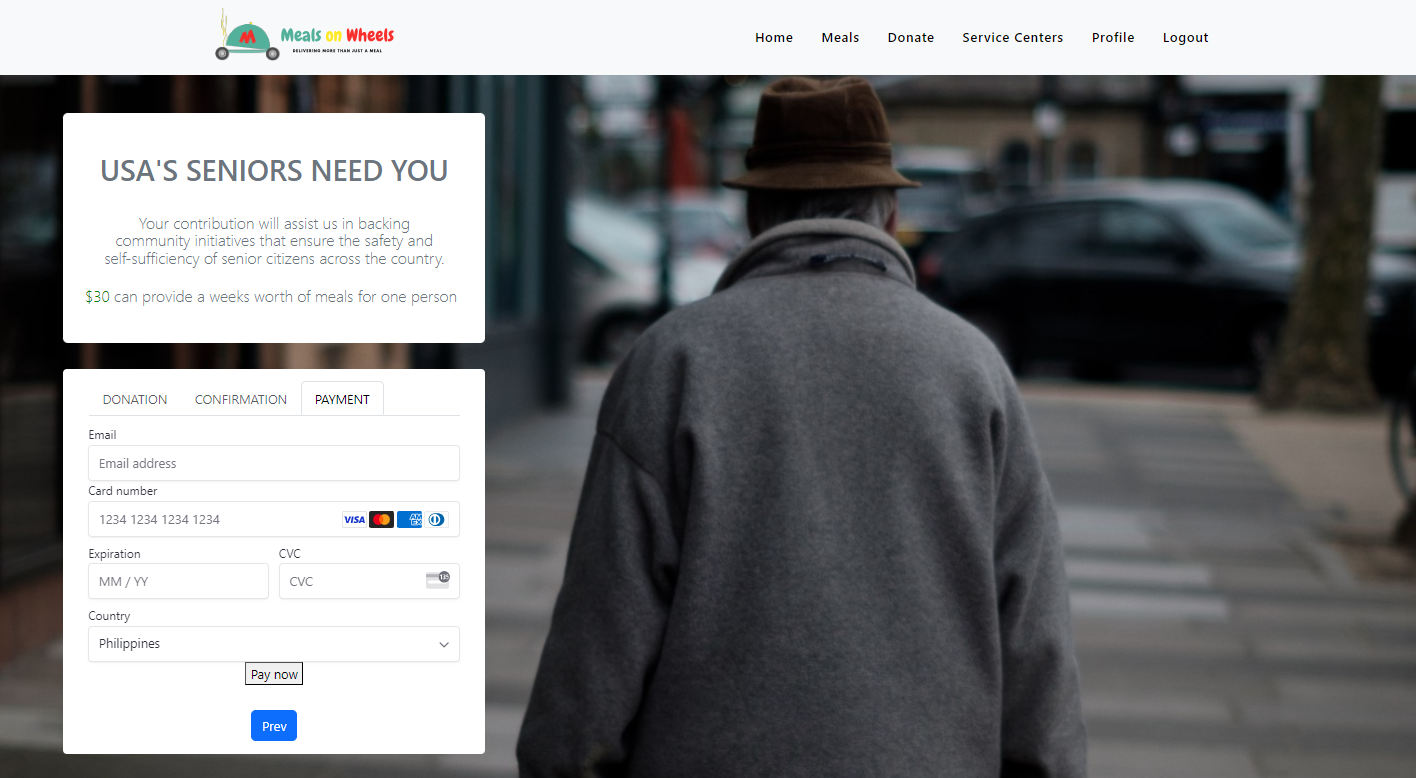 M
Meals on Wheels
DELIVERING MORE THAN JUST A MEAL
Home
Meals
Donate
Service Centers
Profile
Logout
USA'S SENIORS NEED YOU
Your contribution will assist us in backing
community initiatives that ensure the safety and
self-sufficiency of senior citizens across the country.
$30 can provide a weeks worth of meals for one person
DONATION
CONFIRMATION
PAYMENT
Email
Email address
Card number
1234 1234 1234 1234
VISA
AMEX
Expiration
CVC
MM / YY
CVC
135
Country
Philippines
Pay now
Prev